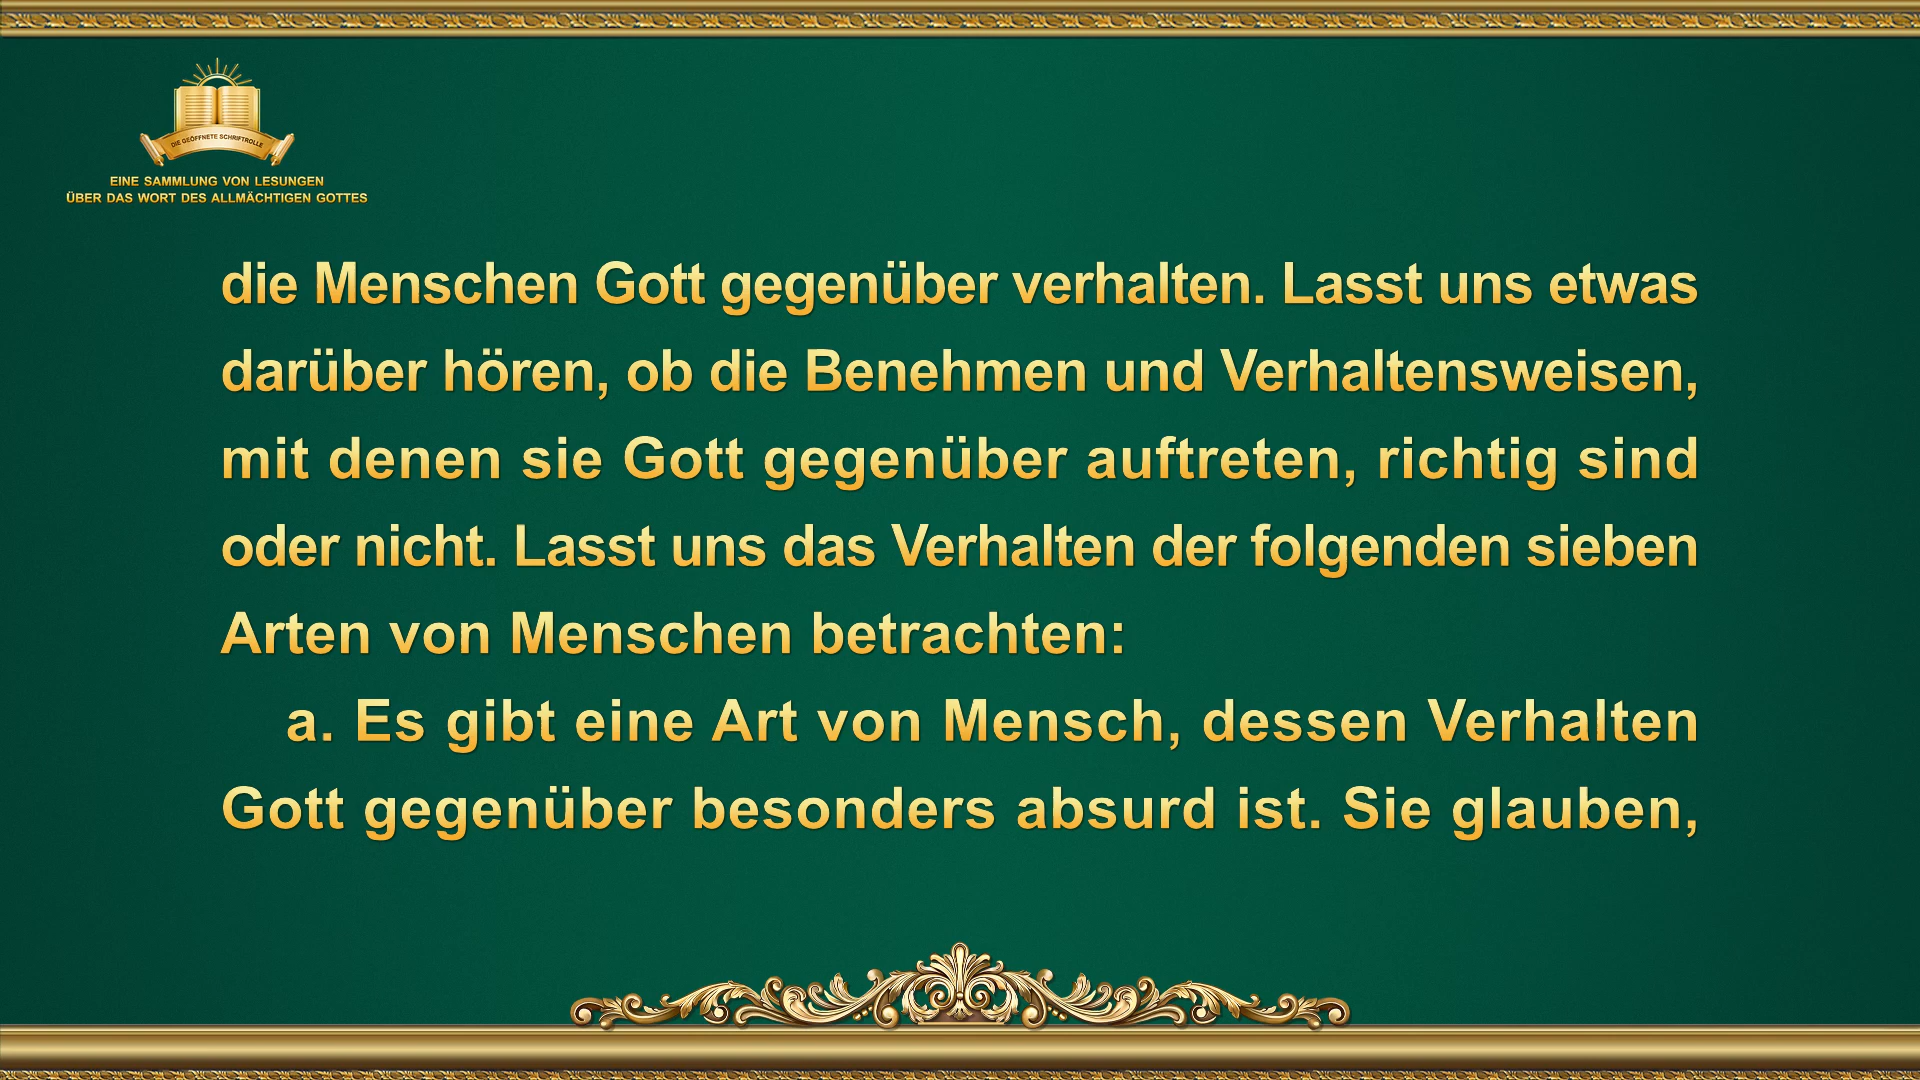 DIE GEÖFFNETE SCHRIFTROLLE
EINE SAMMLUNG VON LESUNGEN
ÜBER DAS WORT DES ALLMÄCHTIGEN GOTTES
die Menschen Gott gegenüber verhalten. Lasst uns etwas
darüber hören, ob die Benehmen und Verhaltensweisen,
mit denen sie Gott gegenüber auftreten, richtig sind
oder nicht. Lasst uns das Verhalten der folgenden sieben
Arten von Menschen betrachten:
a. Es gibt eine Art von Mensch, dessen Verhalten
Gott gegenüber besonders absurd ist. Sie glauben,